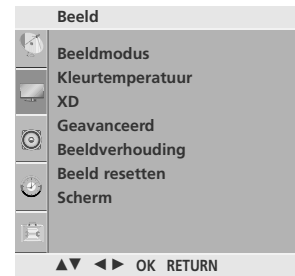 Beeld
Beeldmodus
Kleurtemperatuur
XD
Geavanceerd
Beeldverhouding
Beeld resetten
Scherm
▲▼ ◄► OK RETURN